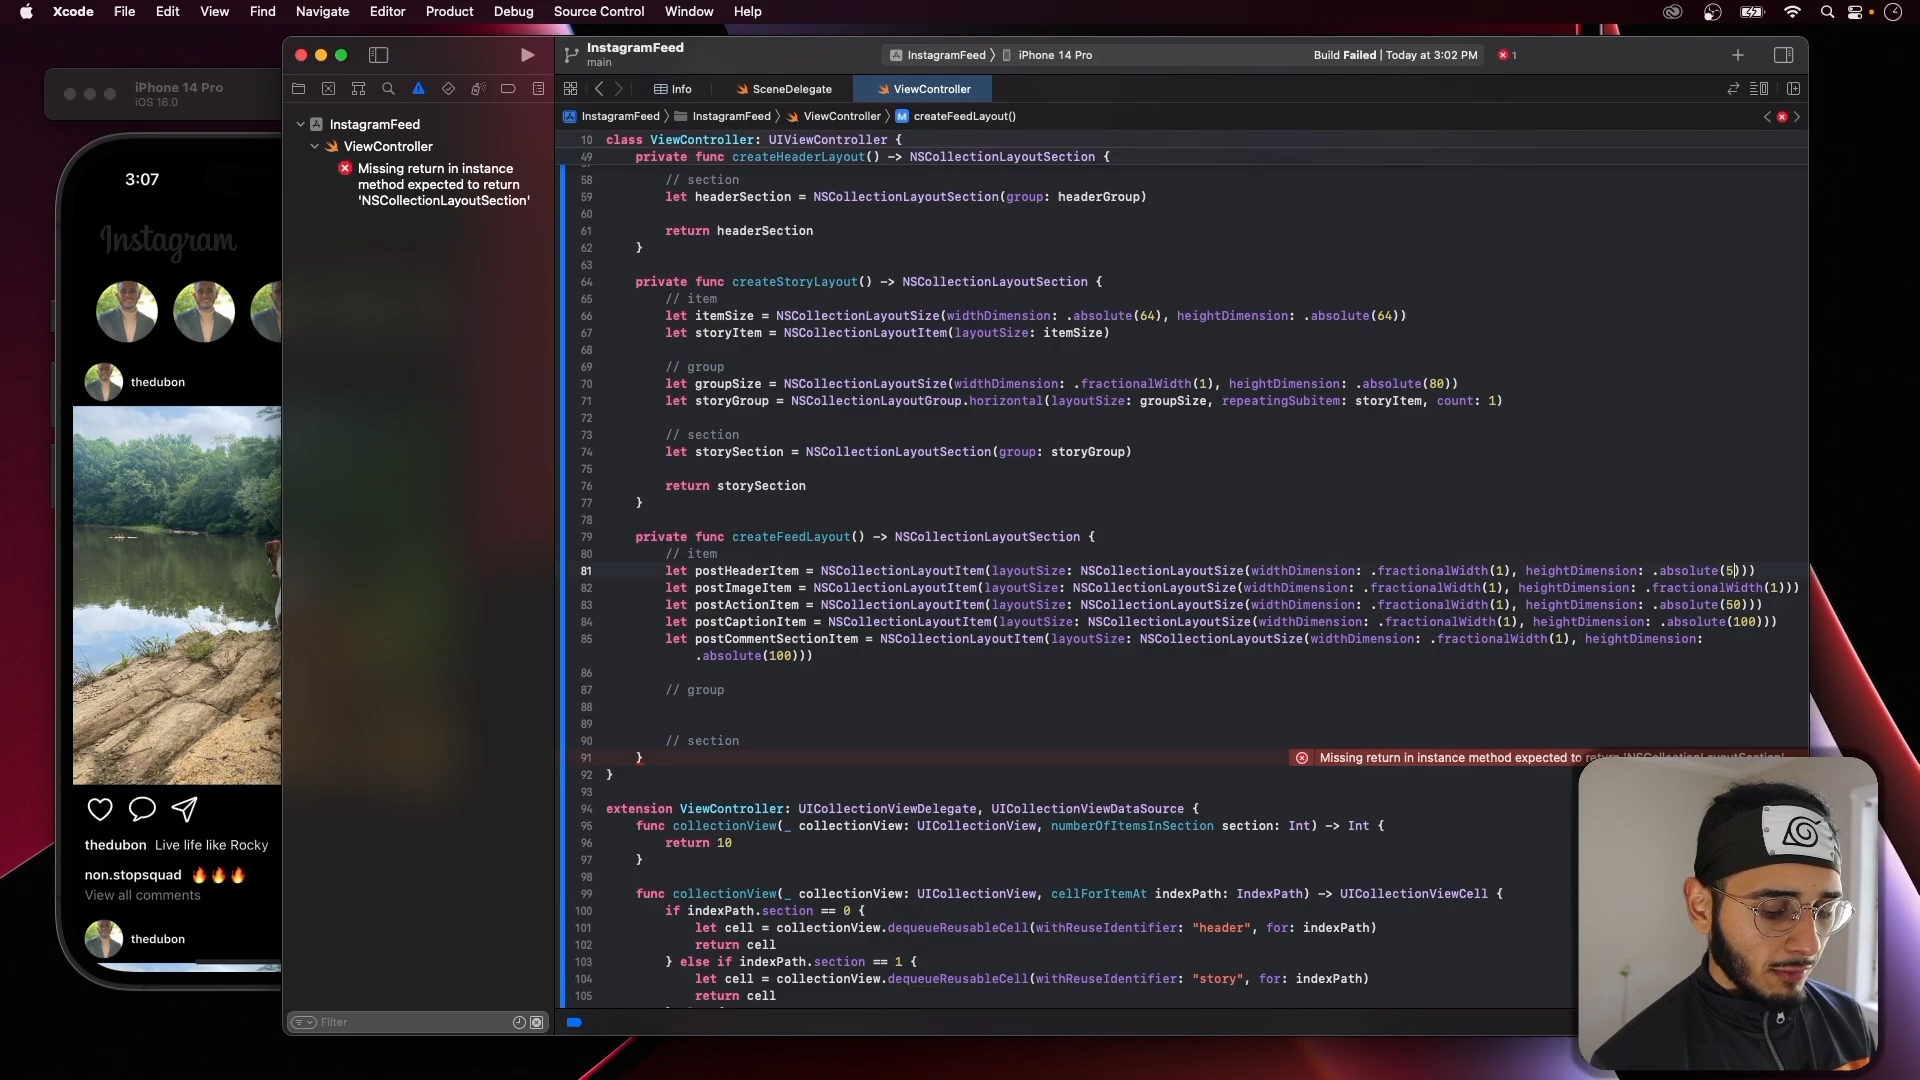 Xcode File Edit View Find Navigate Editor Product Debug Source Control Window Help
iPhone 14 Pro
iOS 16.0
3:07
Instagram
thedubon
thedubon Live life like Rocky
non.stopsquad 🔥🔥🔥
View all comments
thedubon
InstagramFeed
ViewController
Missing return in instance
method expected to return
'NSCollectionLayoutSection'
Filter
InstagramFeed
main
InstagramFeed 〉 iPhone 14 Pro
Build Failed | Today at 3:02 PM
1
Info
SceneDelegate
ViewController
InstagramFeed 〉 InstagramFeed 〉 ViewController 〉 M createFeedLayout()
10 class ViewController: UIViewController {
49 private func createHeaderLayout() -> NSCollectionLayoutSection {
58 // section
59 let headerSection = NSCollectionLayoutSection(group: headerGroup)
60
61 return headerSection
62 }
63
64 private func createStoryLayout() -> NSCollectionLayoutSection {
65 // item
66 let itemSize = NSCollectionLayoutSize(widthDimension: .absolute(64), heightDimension: .absolute(64))
67 let storyItem = NSCollectionLayoutItem(layoutSize: itemSize)
68
69 // group
70 let groupSize = NSCollectionLayoutSize(widthDimension: .fractionalWidth(1), heightDimension: .absolute(80))
71 let storyGroup = NSCollectionLayoutGroup.horizontal(layoutSize: groupSize, repeatingSubitem: storyItem, count: 1)
72
73 // section
74 let storySection = NSCollectionLayoutSection(group: storyGroup)
75
76 return storySection
77 }
78
79 private func createFeedLayout() -> NSCollectionLayoutSection {
80 // item
81 let postHeaderItem = NSCollectionLayoutItem(layoutSize: NSCollectionLayoutSize(widthDimension: .fractionalWidth(1), heightDimension: .absolute(5)))
82 let postImageItem = NSCollectionLayoutItem(layoutSize: NSCollectionLayoutSize(widthDimension: .fractionalWidth(1), heightDimension: .fractionalWidth(1)))
83 let postActionItem = NSCollectionLayoutItem(layoutSize: NSCollectionLayoutSize(widthDimension: .fractionalWidth(1), heightDimension: .absolute(50)))
84 let postCaptionItem = NSCollectionLayoutItem(layoutSize: NSCollectionLayoutSize(widthDimension: .fractionalWidth(1), heightDimension: .absolute(100)))
85 let postCommentSectionItem = NSCollectionLayoutItem(layoutSize: NSCollectionLayoutSize(widthDimension: .fractionalWidth(1), heightDimension:
.absolute(100)))
86
87 // group
88
89
90 // section
91 } Missing return in instance method expected to return 'NSCollectionLayoutSection'
92 }
93
94 extension ViewController: UICollectionViewDelegate, UICollectionViewDataSource {
95 func collectionView(_ collectionView: UICollectionView, numberOfItemsInSection section: Int) -> Int {
96 return 10
97 }
98
99 func collectionView(_ collectionView: UICollectionView, cellForItemAt indexPath: IndexPath) -> UICollectionViewCell {
100 if indexPath.section == 0 {
101 let cell = collectionView.dequeueReusableCell(withReuseIdentifier: "header", for: indexPath)
102 return cell
103 } else if indexPath.section == 1 {
104 let cell = collectionView.dequeueReusableCell(withReuseIdentifier: "story", for: indexPath)
105 return cell